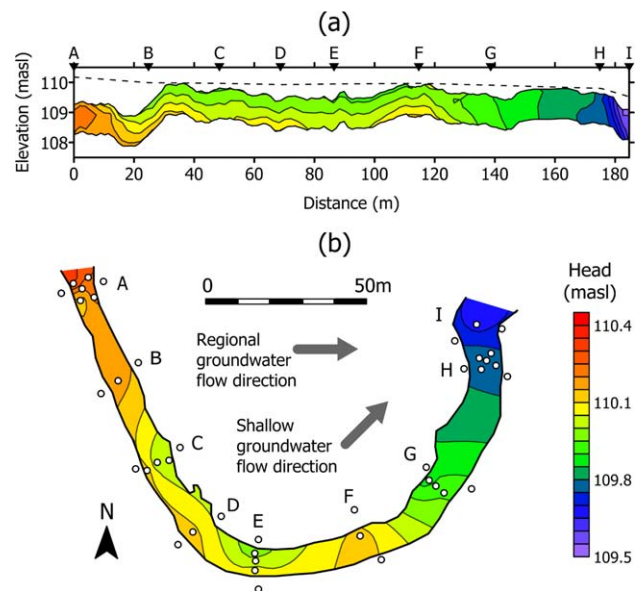 (a)
A B C D E F G H I
Elevation (masl)
110
109
108
0 20 40 60 80 100 120 140 160 180
Distance (m)
(b)
A
0 50m
Head
(masl)
I
110.4
Regional
groundwater
flow direction
B
H
110.1
Shallow
groundwater
flow direction
C
G
109.8
D
F
E
N
109.5